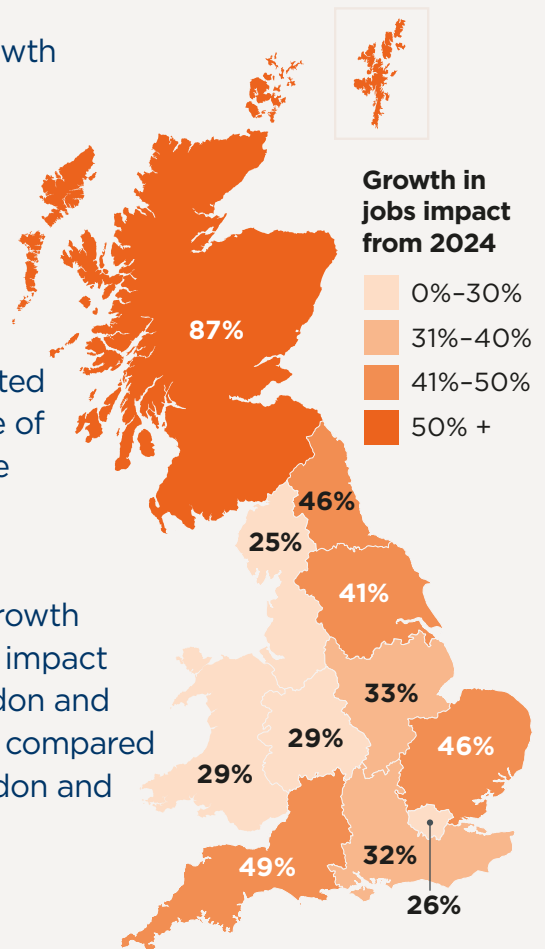 wth
Growth in
jobs impact
from 2024
0%–30%
31%–40%
41%–50%
50% +
87%
ted
e of
e
46%
25%
41%
rowth
impact
don and
compared
don and
33%
29%
46%
29%
49%
32%
26%